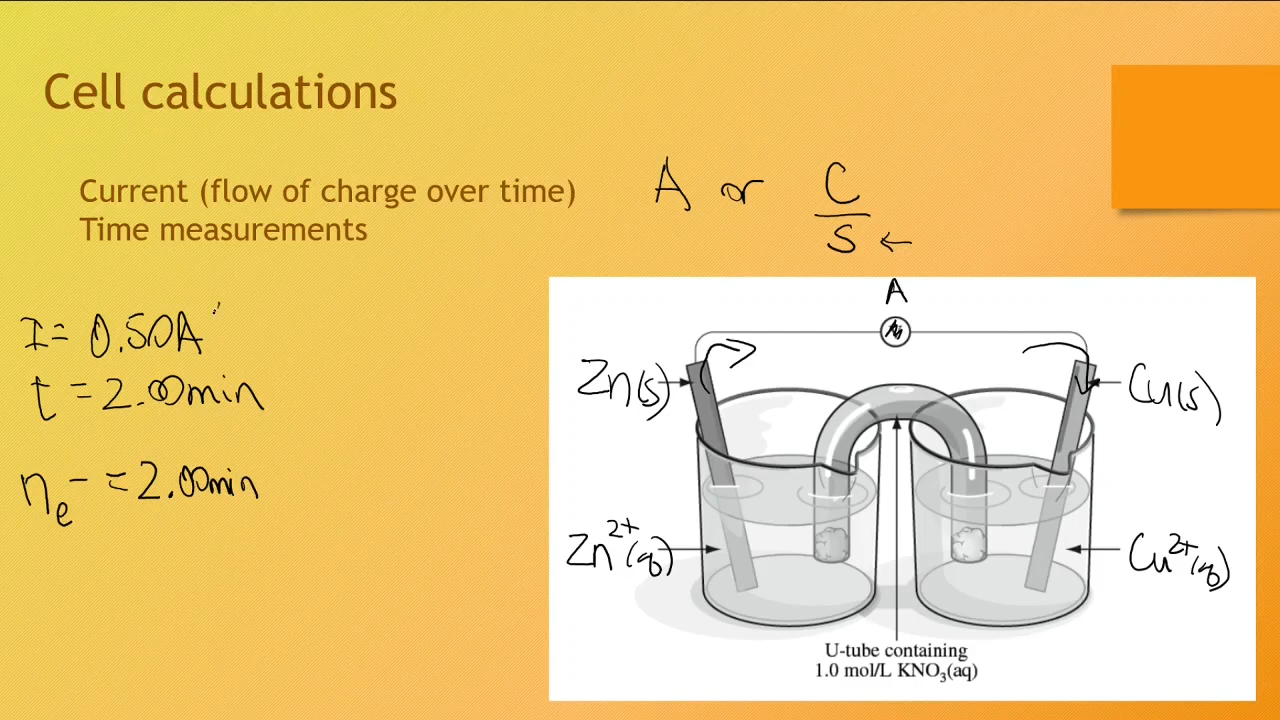 Cell calculations
Current (flow of charge over time)
Time measurements
A or C/s ←
I = 0.50A
t = 2.00min
nₑ- = 2.00min
A
Zn(s)
Cu(s)
Zn²⁺(aq)
Cu²⁺(aq)
U-tube containing
1.0 mol/L KNO₃(aq)